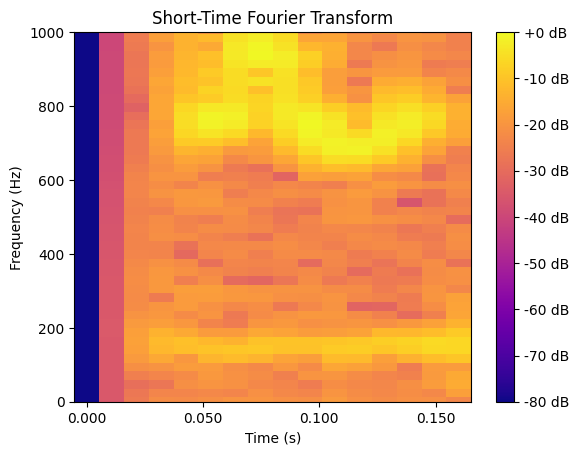 Short-Time Fourier Transform
1000
800
600
400
200
0
Frequency (Hz)
0.000
0.050
0.100
0.150
Time (s)
+0 dB
-10 dB
-20 dB
-30 dB
-40 dB
-50 dB
-60 dB
-70 dB
-80 dB